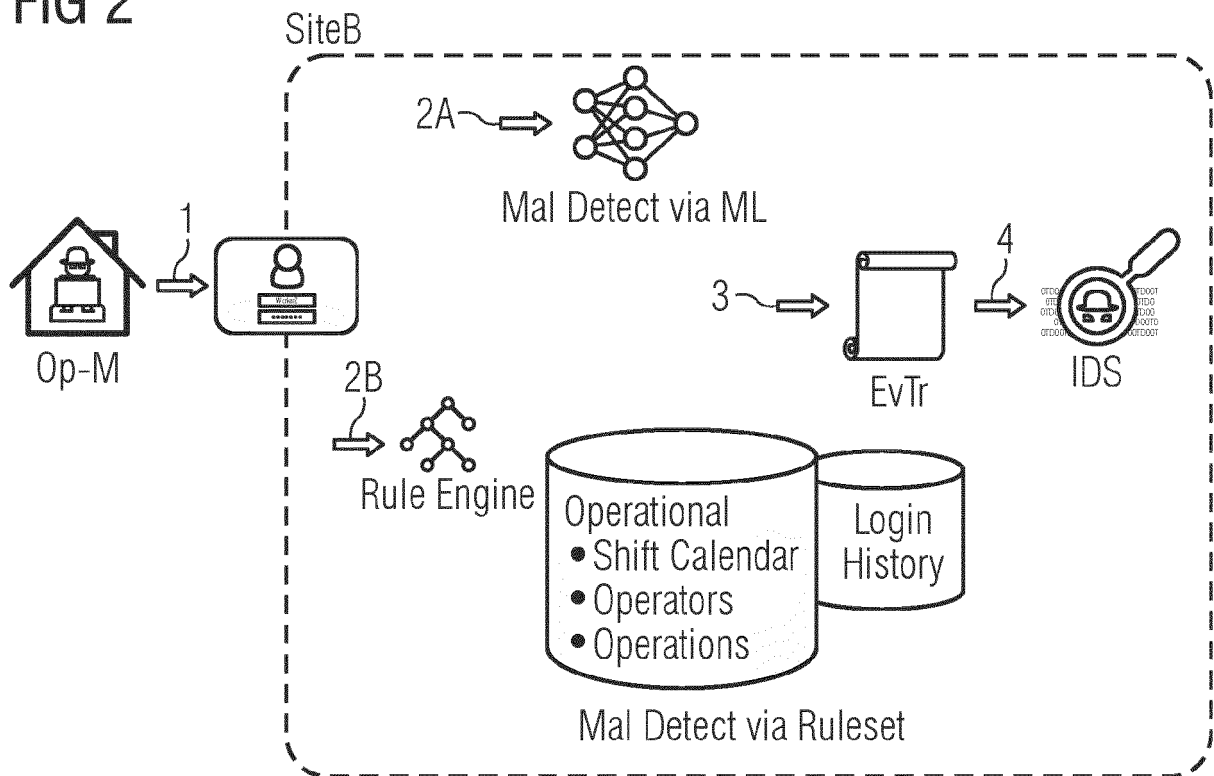 FIG 2
SiteB
2A
Mal Detect via ML
1
Op-M
2B
Rule Engine
3
EvTr
4
IDS
Operational
• Shift Calendar
• Operators
• Operations
Login
History
Mal Detect via Ruleset